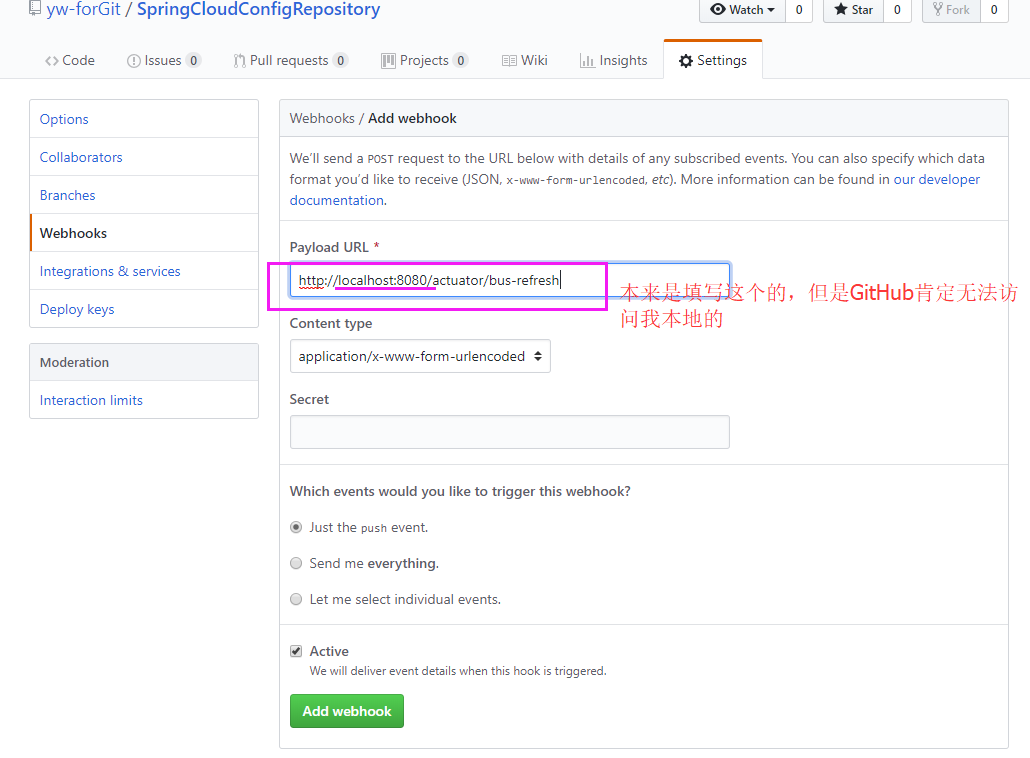 yw-forGit / SpringCloudConfigRepository
Watch 0 Star 0 Fork 0
Code Issues 0 Pull requests 0 Projects 0 Wiki Insights Settings
Options
Collaborators
Branches
Webhooks
Integrations & services
Deploy keys
Moderation
Interaction limits
Webhooks / Add webhook
We'll send a POST request to the URL below with details of any subscribed events. You can also specify which data
format you'd like to receive (JSON, x-www-form-urlencoded, etc). More information can be found in our developer
documentation.
Payload URL *
http://localhost:8080/actuator/bus-refresh
本来是填写这个的，但是GitHub肯定无法访
问我本地的
Content type
application/x-www-form-urlencoded
Secret
Which events would you like to trigger this webhook?
Just the push event.
Send me everything.
Let me select individual events.
Active
We will deliver event details when this hook is triggered.
Add webhook